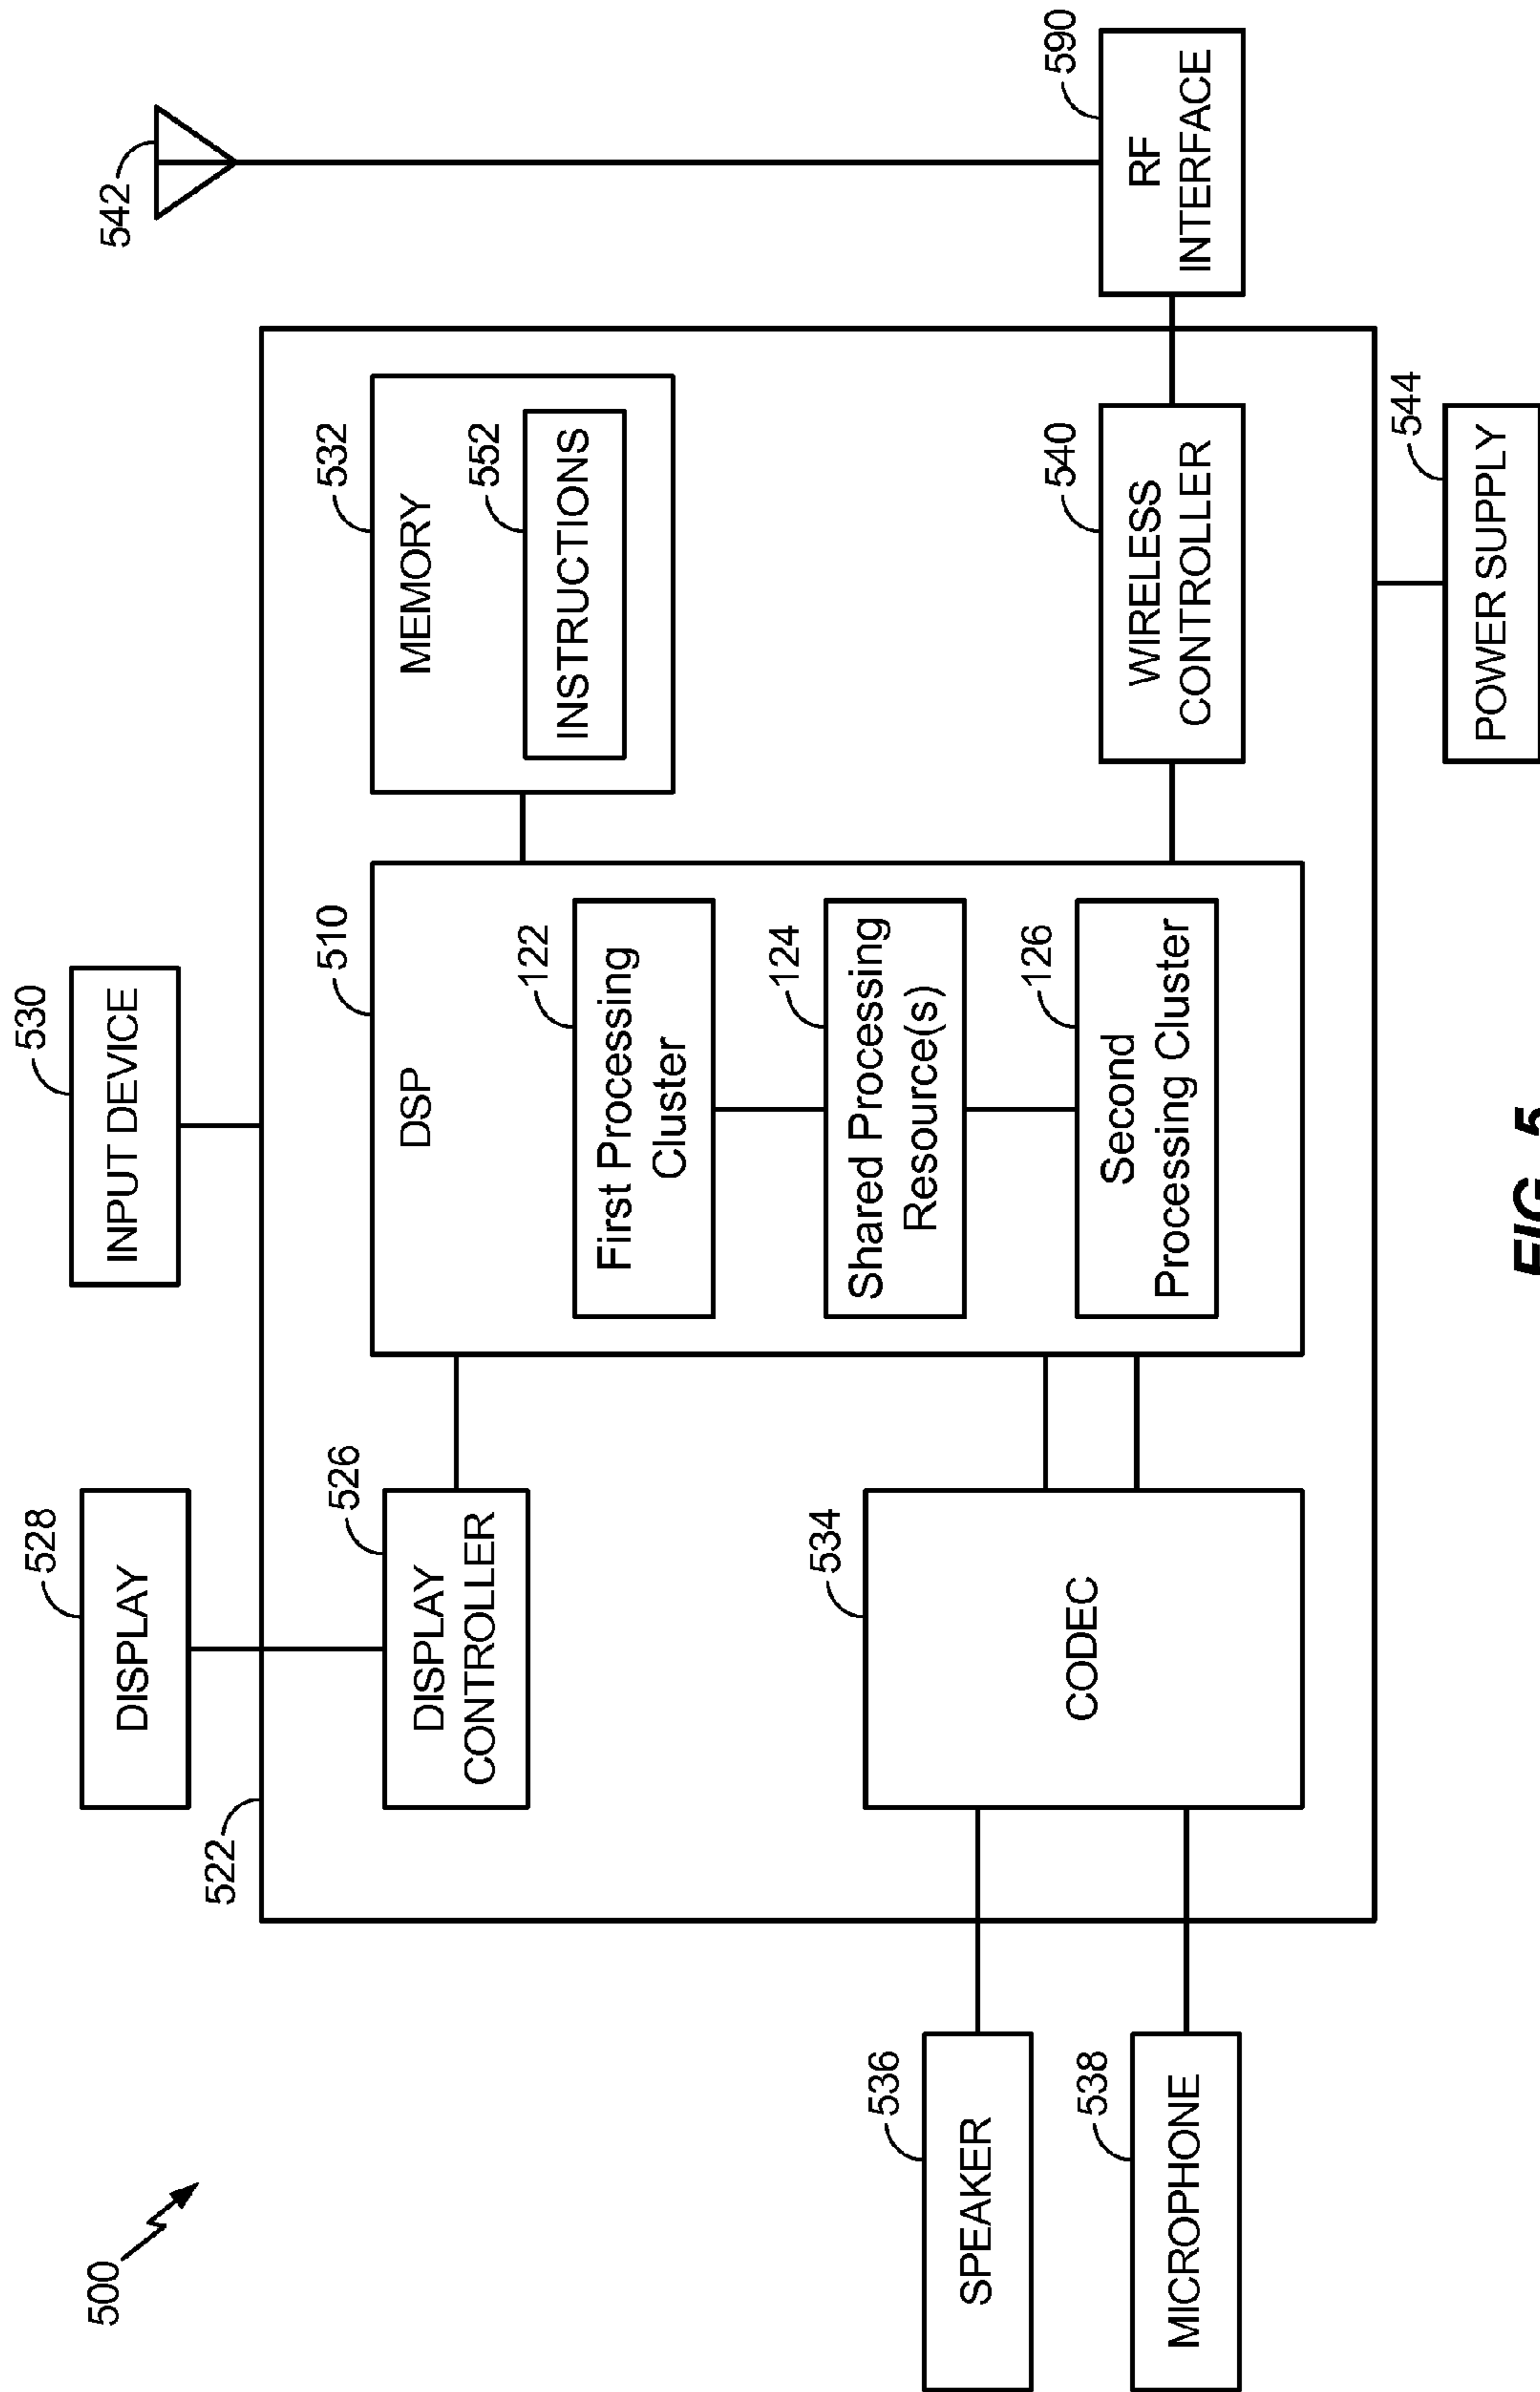 500
528
DISPLAY
530
INPUT DEVICE
542
522
526
DISPLAY
CONTROLLER
510
DSP
532
MEMORY
552
INSTRUCTIONS
122
First Processing
Cluster
124
Shared Processing
Resource(s)
126
Second
Processing Cluster
534
CODEC
536
SPEAKER
538
MICROPHONE
540
WIRELESS
CONTROLLER
590
RF
INTERFACE
544
POWER SUPPLY
FIG. 5